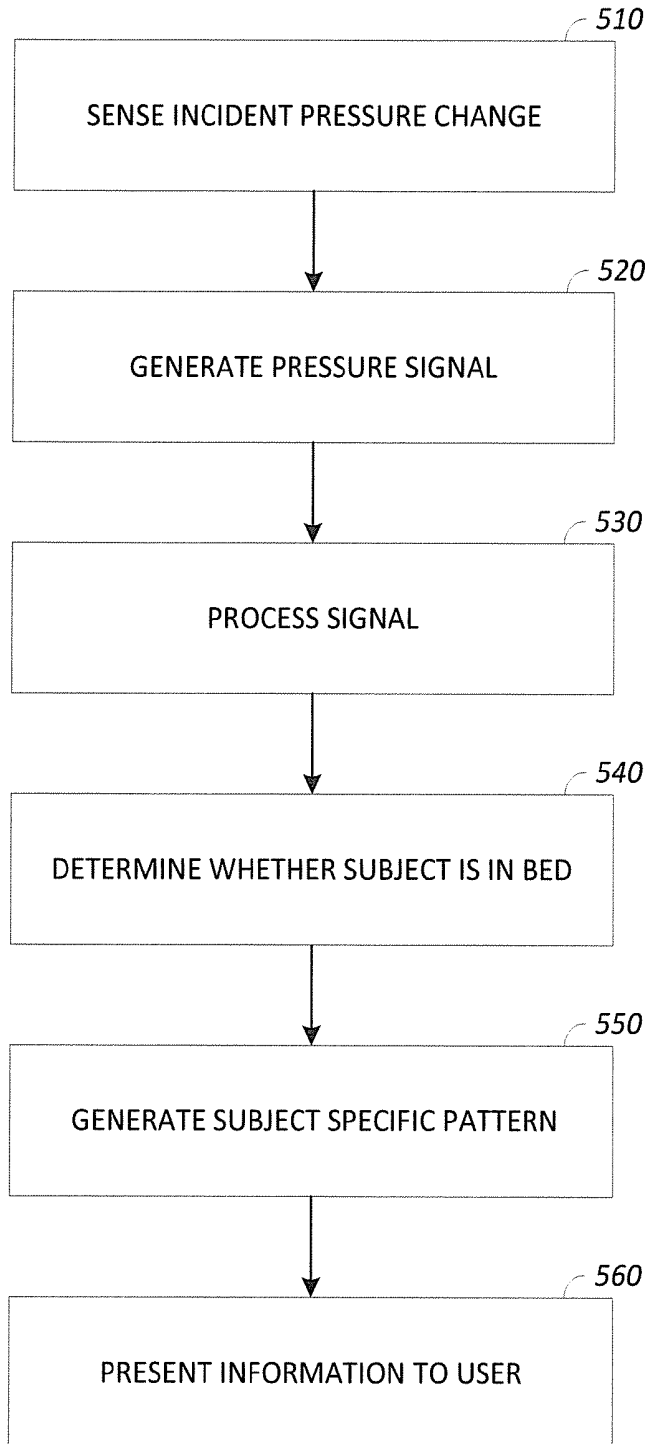 510
SENSE INCIDENT PRESSURE CHANGE
520
GENERATE PRESSURE SIGNAL
530
PROCESS SIGNAL
540
DETERMINE WHETHER SUBJECT IS IN BED
550
GENERATE SUBJECT SPECIFIC PATTERN
560
PRESENT INFORMATION TO USER